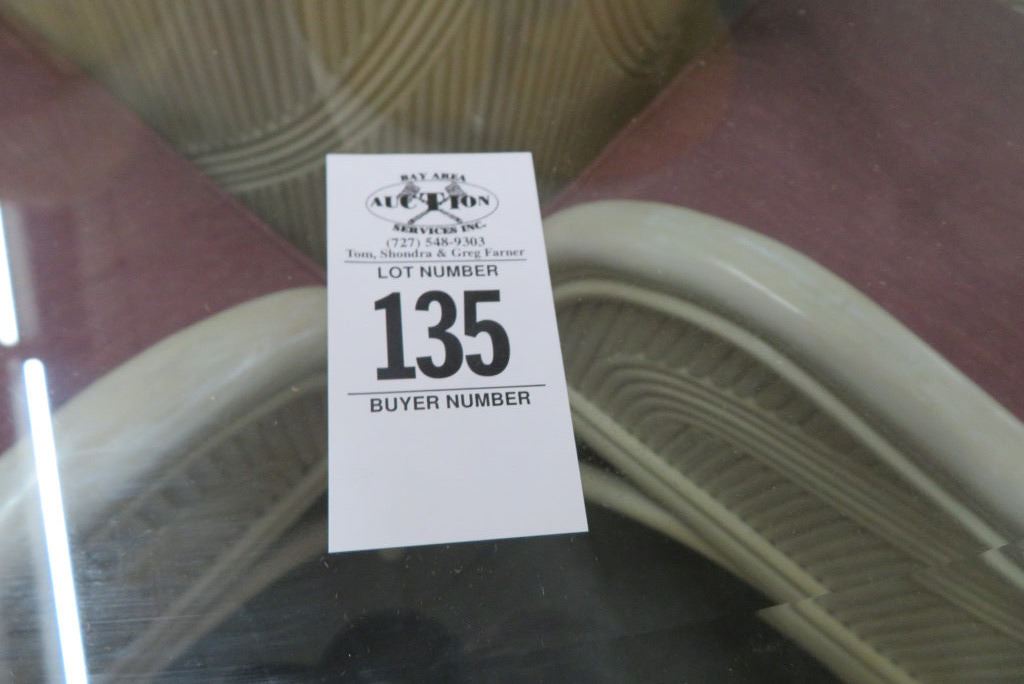 BAY AREA
AUCTION
SERVICES INC.
(727) 548-9303
Tom, Shondra & Greg Farner
LOT NUMBER
135
BUYER NUMBER